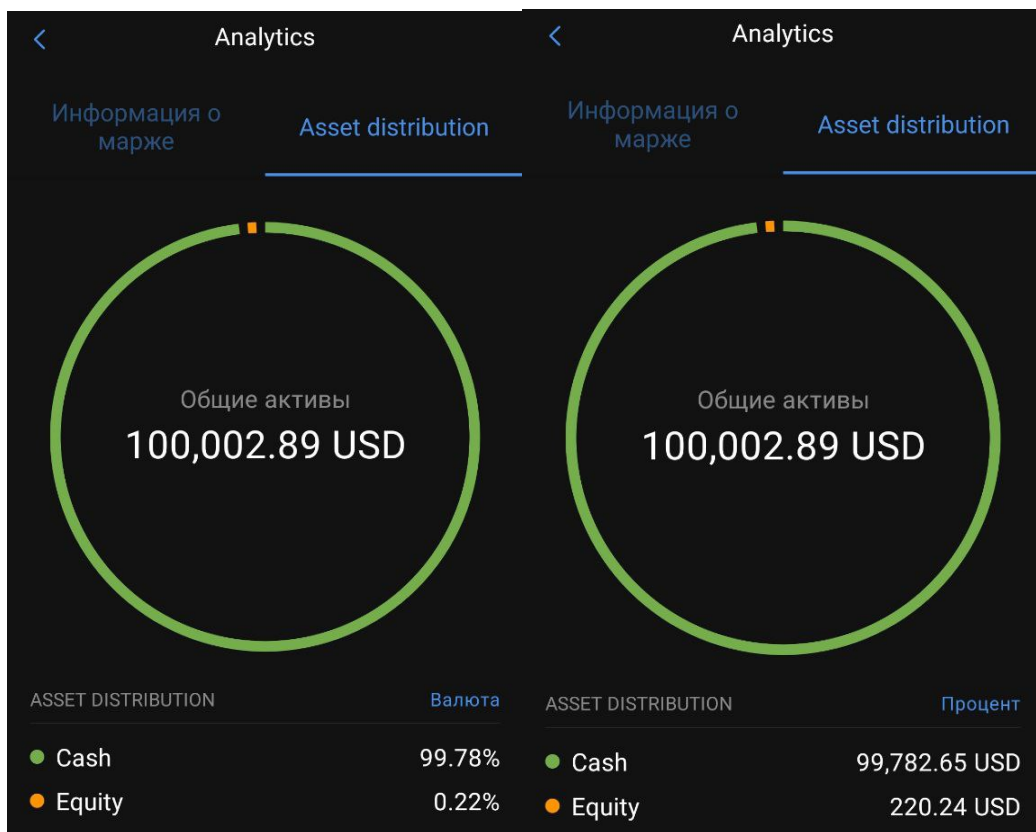 Analytics
Информация о
марже
Asset distribution
Общие активы
100,002.89 USD
ASSET DISTRIBUTION Валюта
Cash 99.78%
Equity 0.22%
Analytics
Информация о
марже
Asset distribution
Общие активы
100,002.89 USD
ASSET DISTRIBUTION Процент
Cash 99,782.65 USD
Equity 220.24 USD